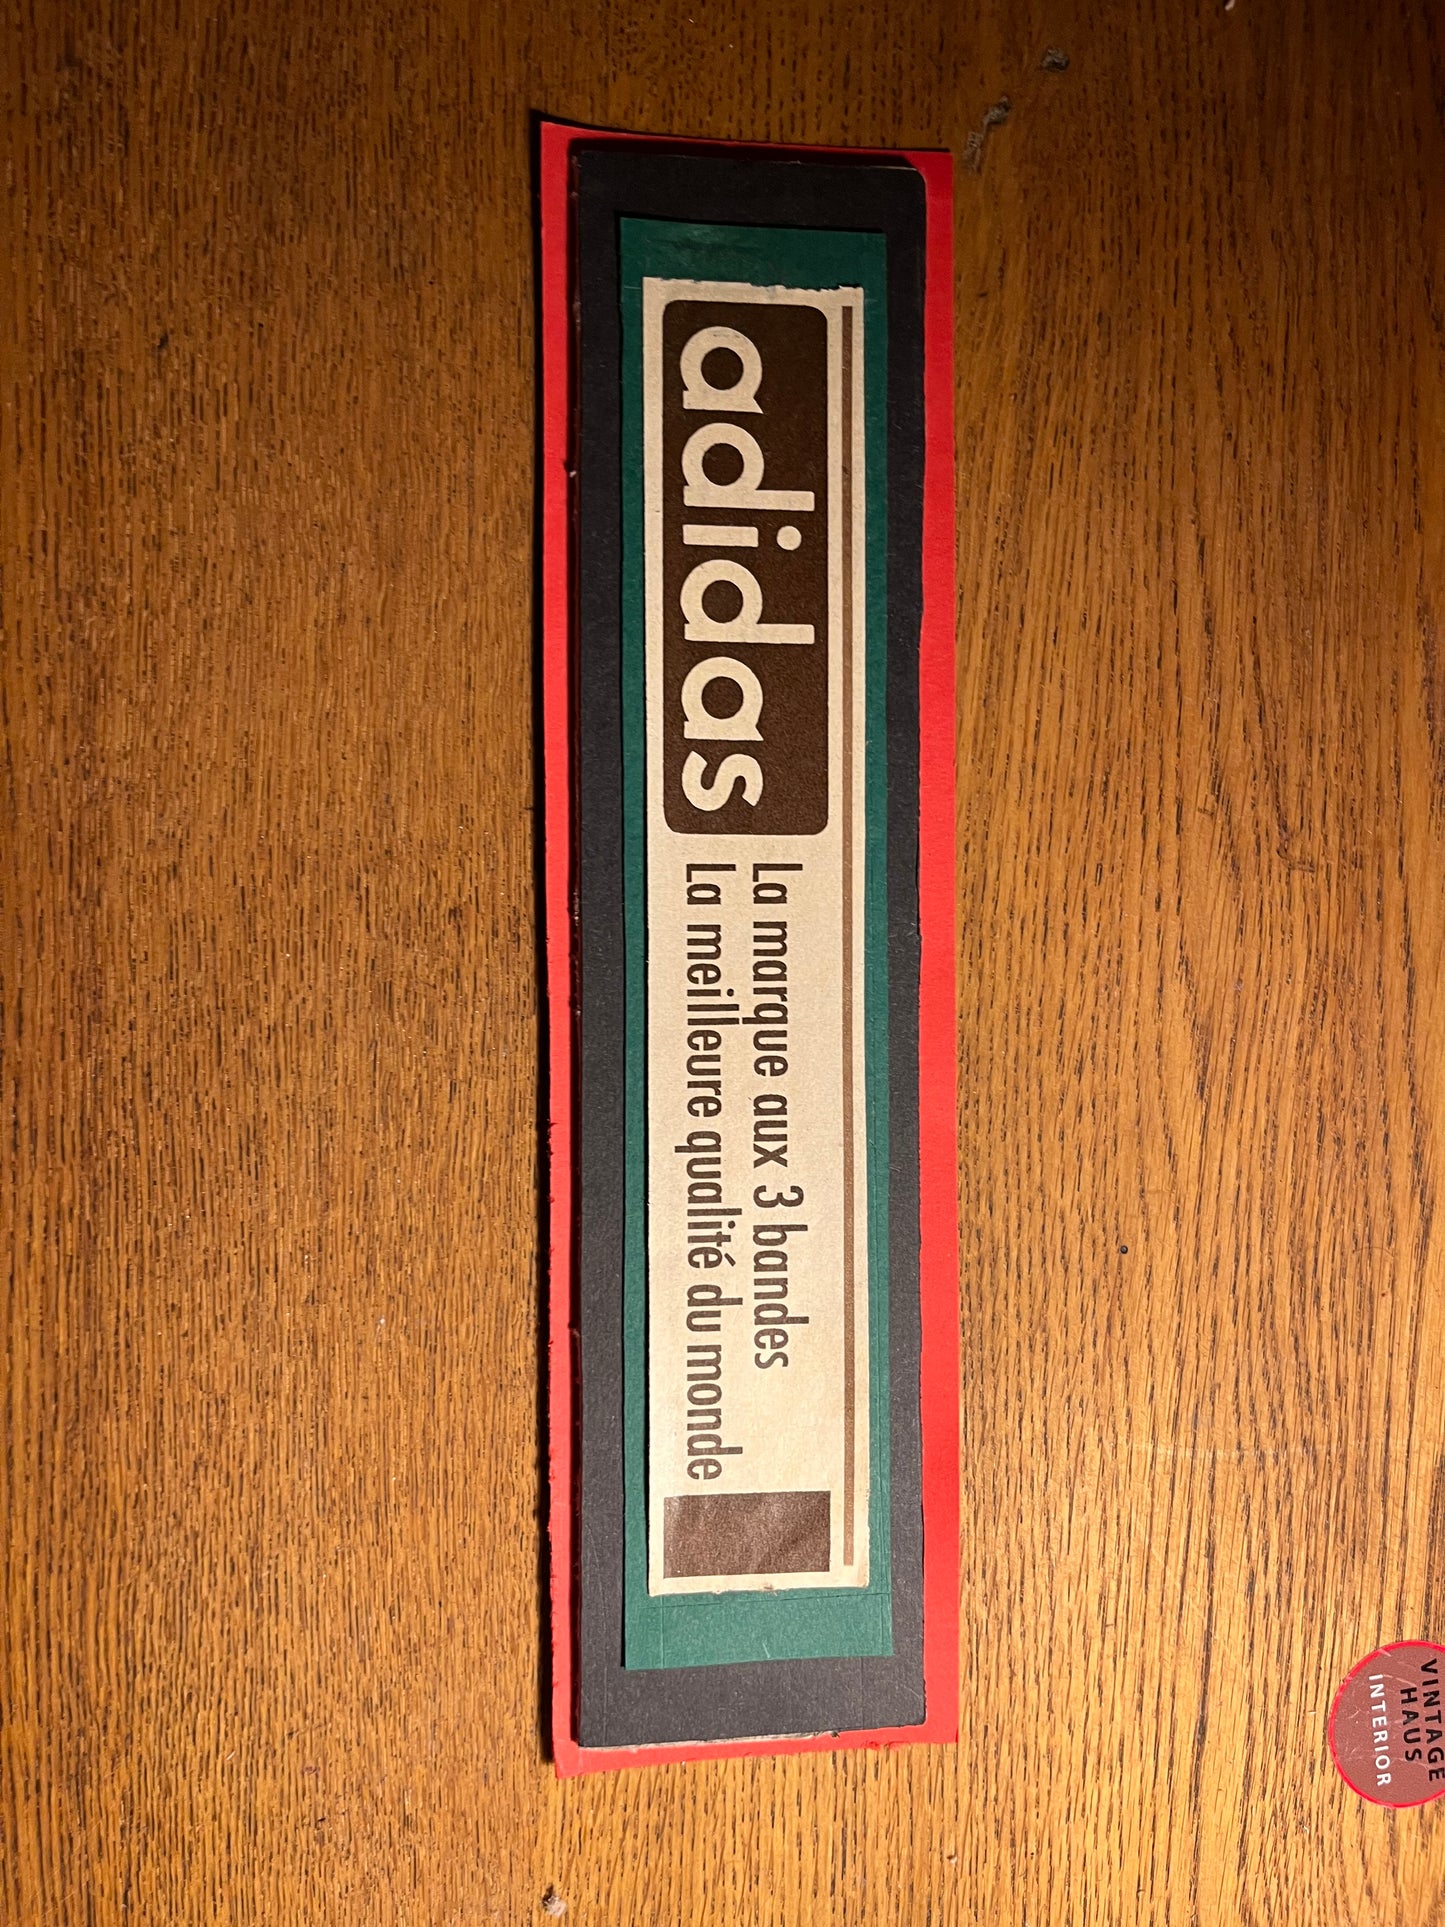 adidas
La marque aux 3 bandes
La meilleure qualité du monde
VINTAGE
HAUS
INTERIOR